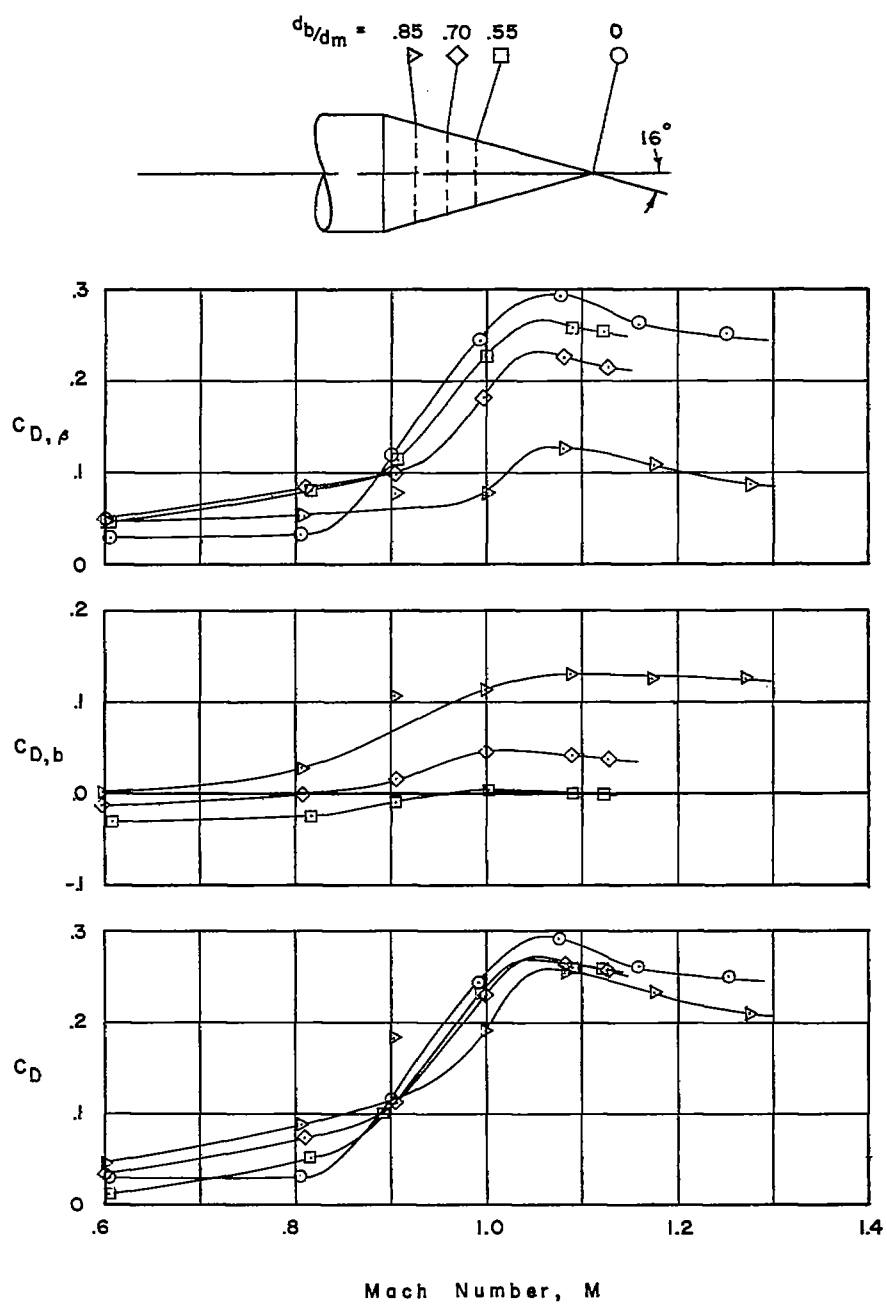 db/dm = .85 .70 .55 0
16°
.3
.2
CD,β
.1
0
.2
.1
CD,b
.0
-.1
.3
.2
CD
.1
0
.6 .8 1.0 1.2 1.4
Mach Number, M